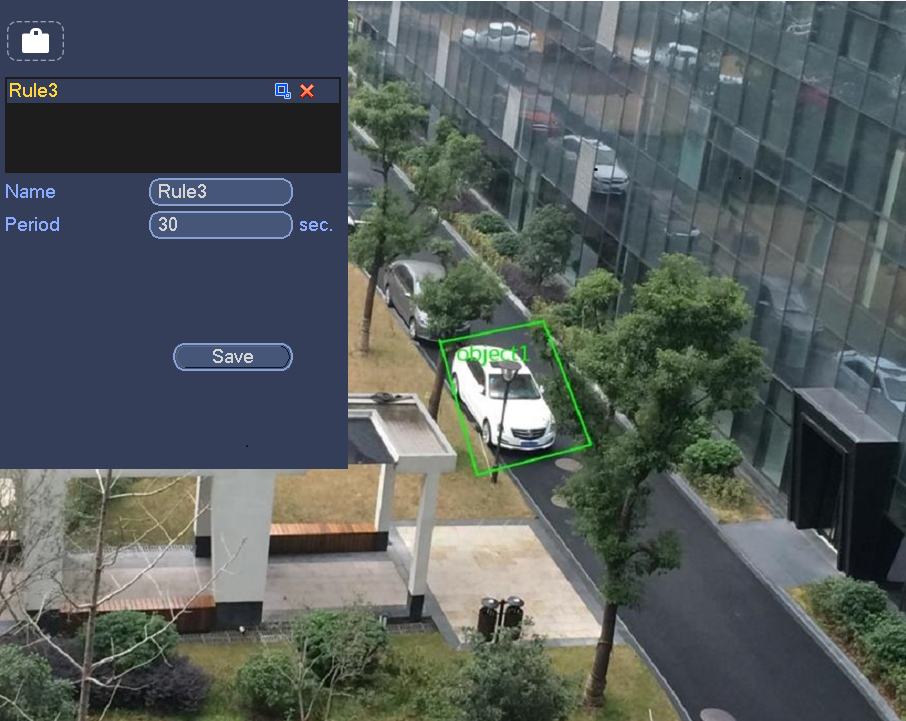 Rule3
Name Rule3
Period 30 sec.
Save
object1